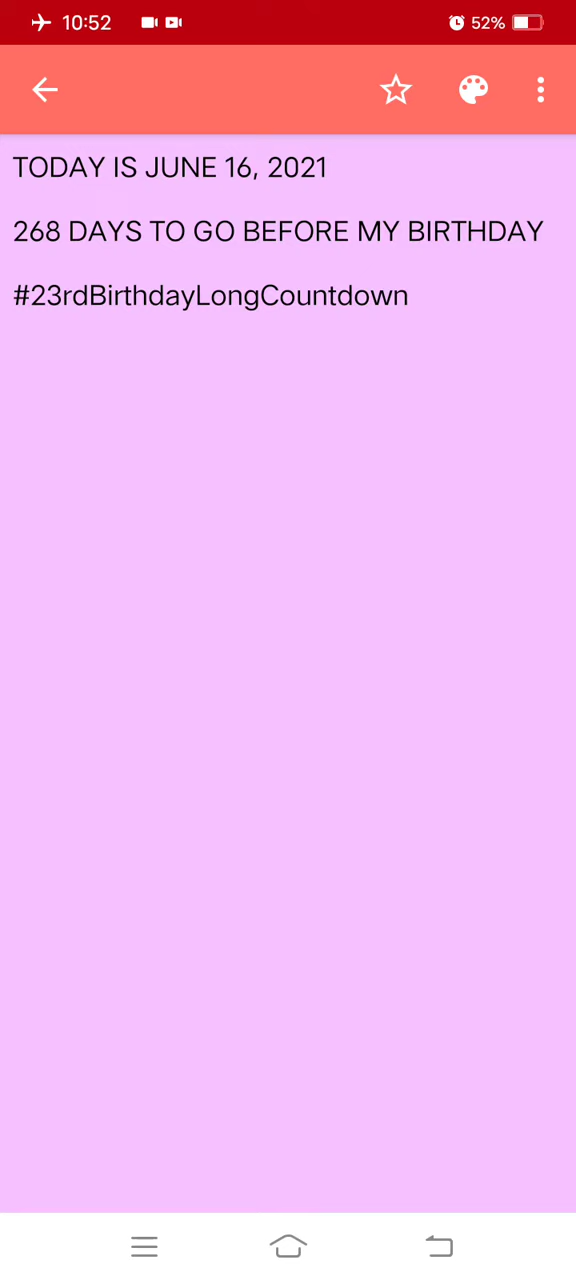 10:52
52%
TODAY IS JUNE 16, 2021
268 DAYS TO GO BEFORE MY BIRTHDAY
#23rdBirthdayLongCountdown